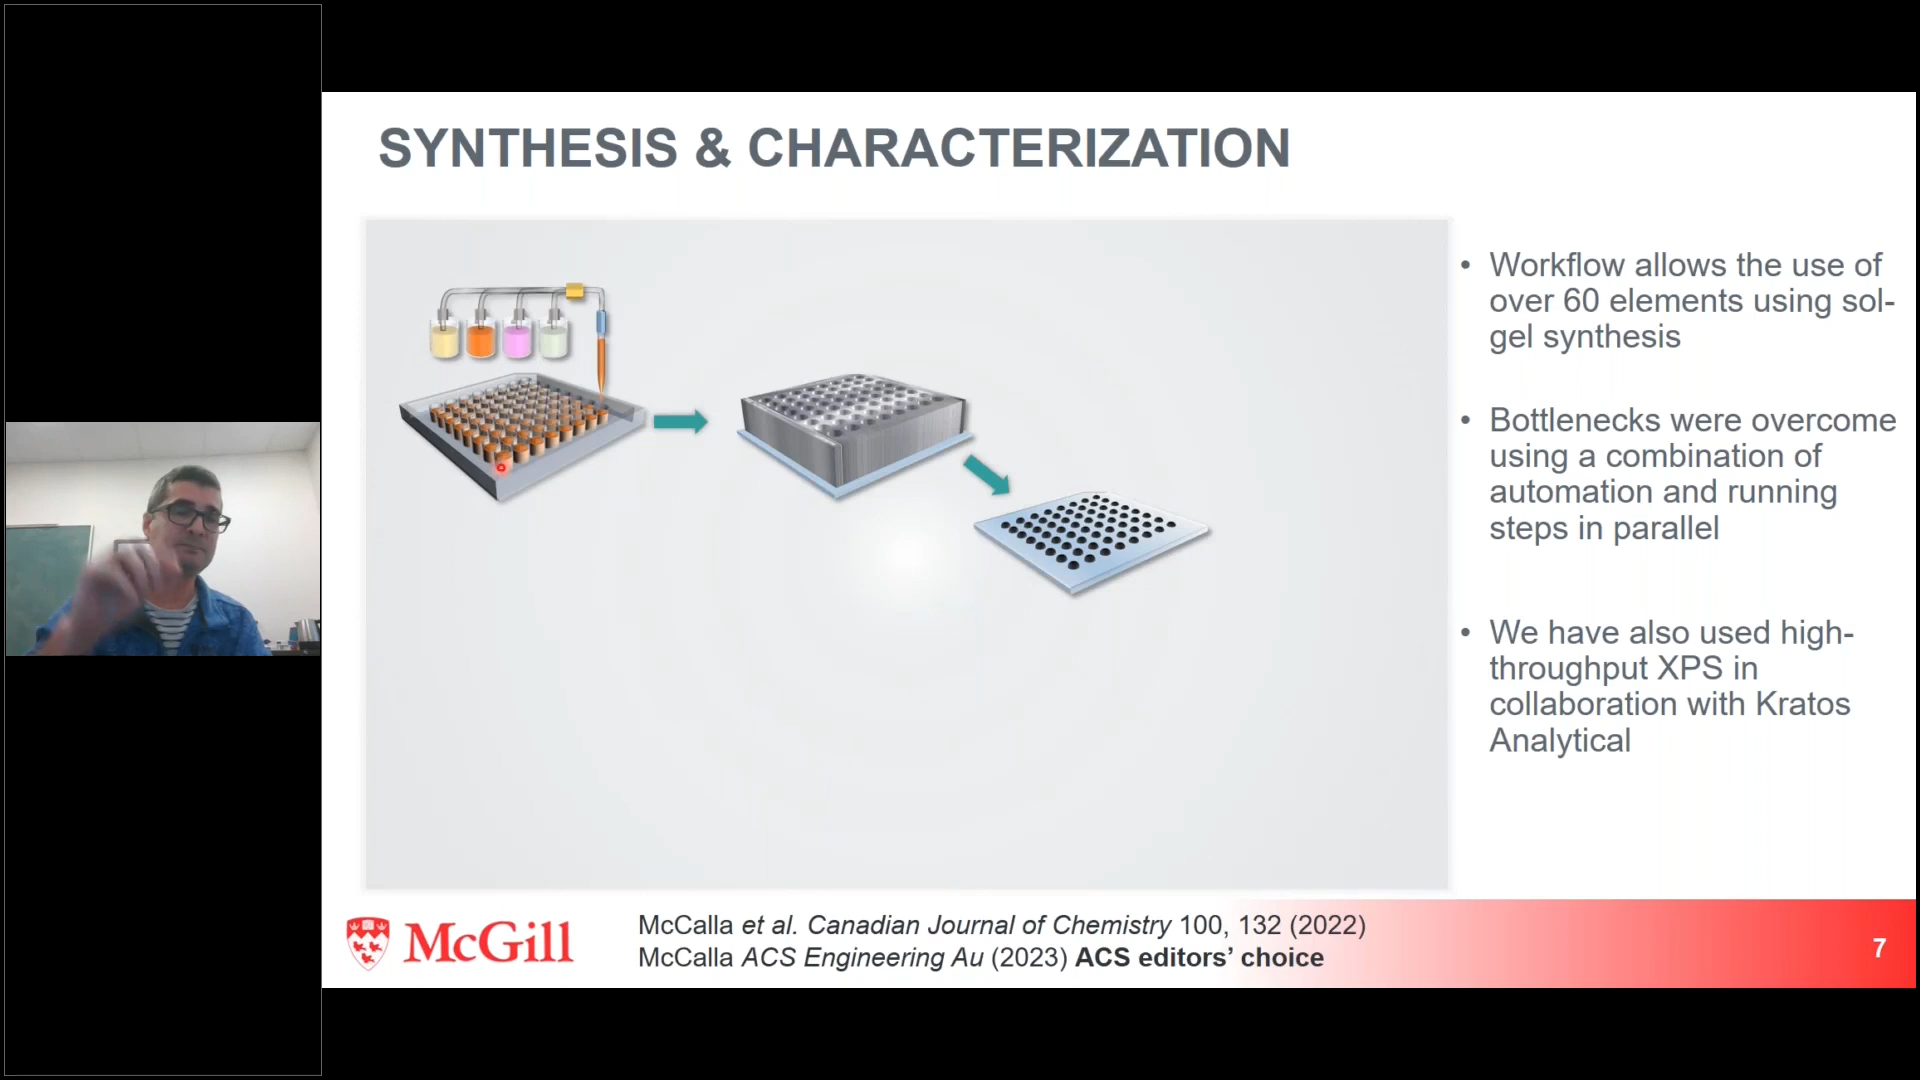 SYNTHESIS & CHARACTERIZATION
• Workflow allows the use of
over 60 elements using sol-
gel synthesis
• Bottlenecks were overcome
using a combination of
automation and running
steps in parallel
• We have also used high-
throughput XPS in
collaboration with Kratos
Analytical
McGill
McCalla et al. Canadian Journal of Chemistry 100, 132 (2022)
McCalla ACS Engineering Au (2023) ACS editors’ choice
7